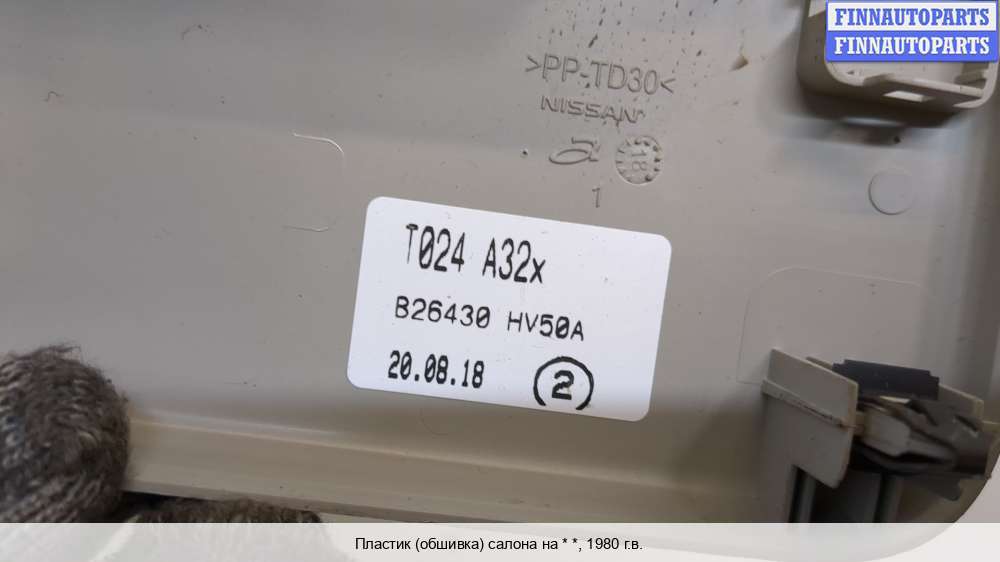 FINNAUTOPARTS
FINNAUTOPARTS
>PP-TD30<
NISSAN
18
1
T024 A32x
B26430 HV50A
20.08.18 2
Пластик (обшивка) салона на * *, 1980 г.в.